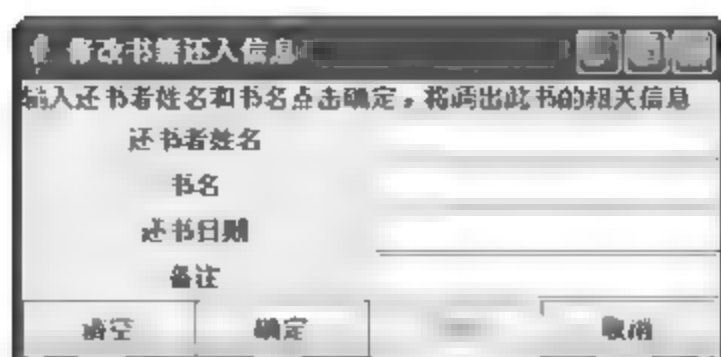 修改书籍还入信息
输入还书者姓名和书名点击确定，将调出此书的相关信息
还书者姓名
书名
还书日期
备注
清空 确定 取消